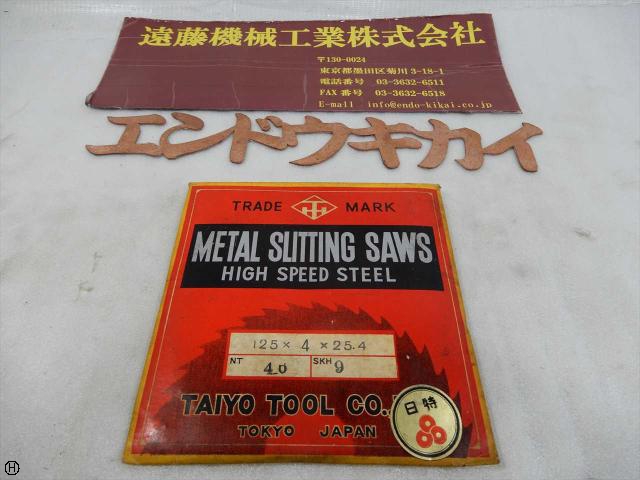 遠藤機械工業株式会社
〒130-0024
東京都墨田区菊川3-18-1
電話番号 03-3632-6511
FAX番号 03-3632-6518
E-mail info@endo-kikai.co.jp
エンドウキカイ
TRADE TH MARK
METAL SLITTING SAWS
HIGH SPEED STEEL
125 × 4 × 25.4
NT 40 SKH 9
TAIYO TOOL CO.
日特
TOKYO JAPAN
H